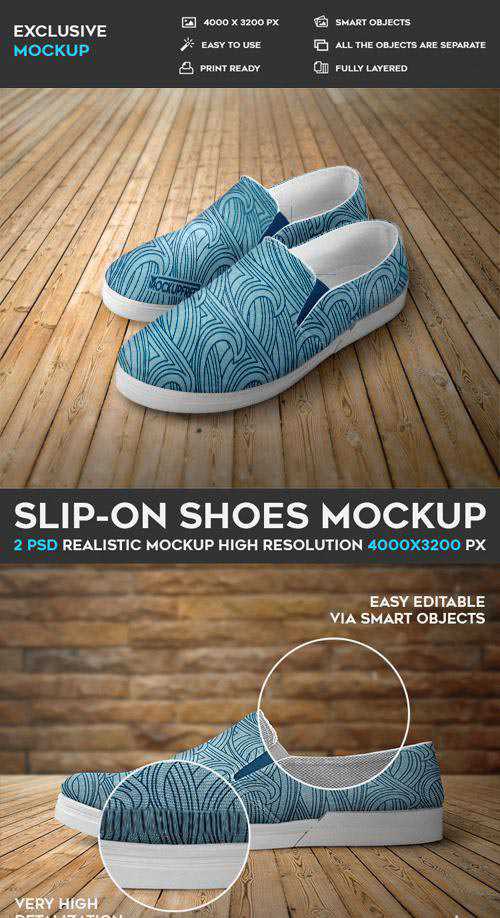 EXCLUSIVE
MOCKUP
4000 X 3200 PX
EASY TO USE
PRINT READY
SMART OBJECTS
ALL THE OBJECTS ARE SEPARATE
FULLY LAYERED
SLIP-ON SHOES MOCKUP
2 PSD REALISTIC MOCKUP HIGH RESOLUTION 4000X3200 PX
EASY EDITABLE
VIA SMART OBJECTS
VERY HIGH
DETALIZATION